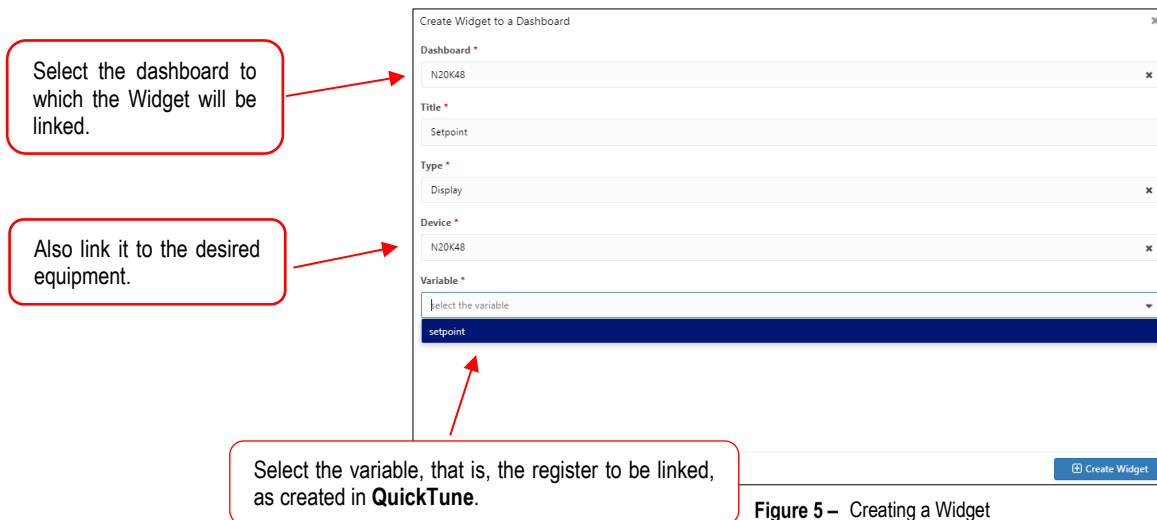 Create Widget to a Dashboard
Dashboard *
N20K48
Select the dashboard to
which the Widget will be
linked.
Title *
Setpoint
Type *
Display
Device *
N20K48
Also link it to the desired
equipment.
Variable *
select the variable
setpoint
Select the variable, that is, the register to be linked,
as created in QuickTune.
Create Widget
Figure 5 – Creating a Widget